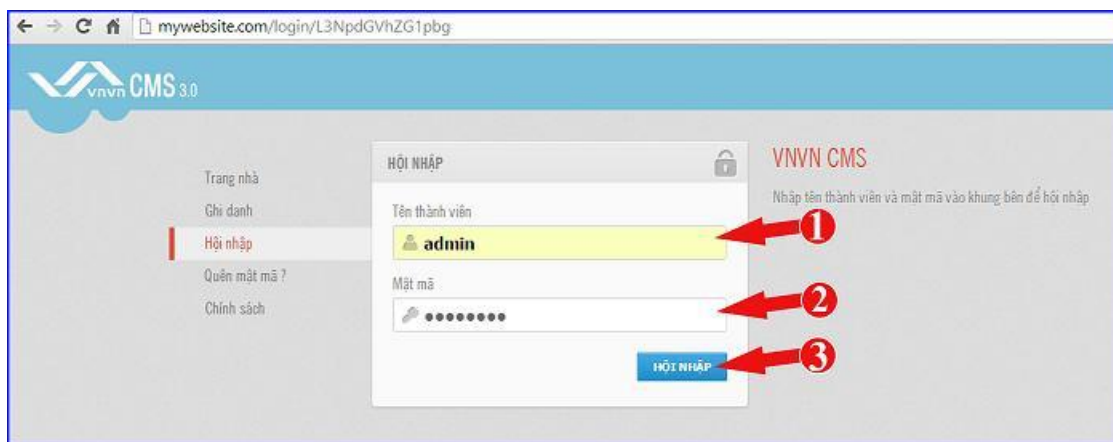 mywebsite.com/login/L3NpdGVhZG1pbg
vnvn CMS 3.0
Trang nhà
Ghi danh
Hội nhập
Quên mật mã ?
Chính sách
HỘI NHẬP
Tên thành viên
admin
1
Mật mã
••••••••
2
HỘI NHẬP
3
VNVN CMS
Nhập tên thành viên và mật mã vào khung bên để hội nhập